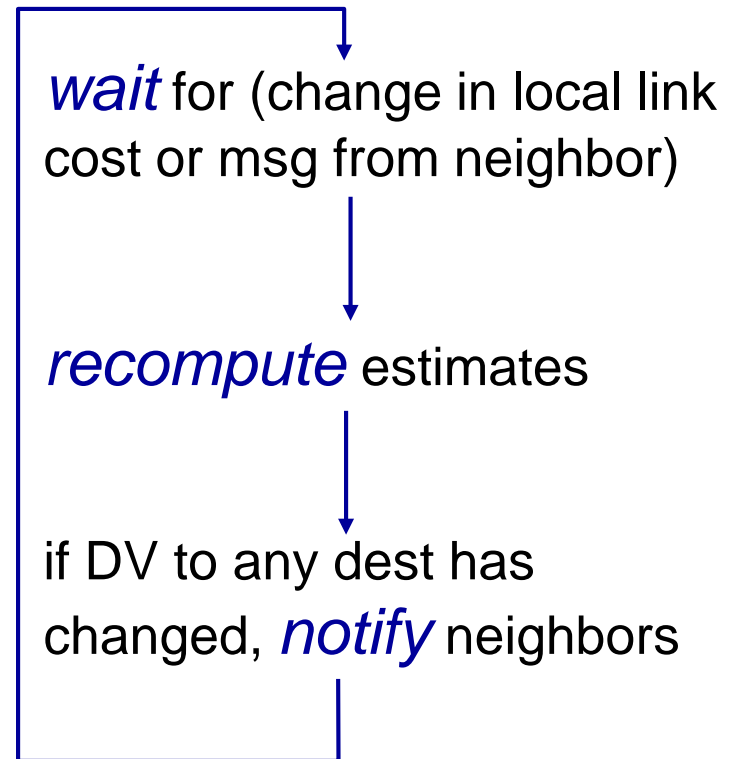 wait for (change in local link
cost or msg from neighbor)
recompute estimates
if DV to any dest has
changed, notify neighbors